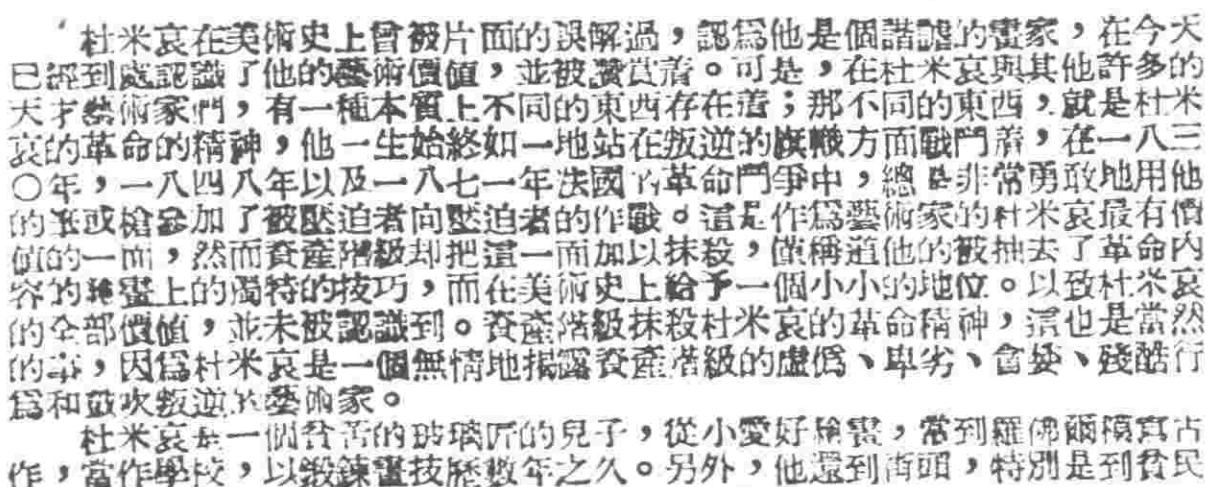 杜米哀在美術史上曾被片面的誤解過，認爲他是個諧謔的畫家，在今天
已經到處認識了他的藝術價值，並被讚賞着。可是，在杜米哀與其他許多的
天才藝術家們，有一種本質上不同的東西存在着；那不同的東西，就是杜米
哀的革命的精神，他一生始終如一地站在叛逆的旗幟方面戰鬥着，在一八三
〇年，一八四八年以及一八七一年法國的革命鬥爭中，總是非常勇敢地用他
的筆或槍參加了被壓迫者向壓迫者的作戰。這是作爲藝術家的杜米哀最有價
值的一面，然而資產階級却把這一面加以抹殺，僅稱道他的被抽去了革命內
容的繪畫上的獨特的技巧，而在美術史上給予一個小小的地位。以致杜米哀
的全部價值，並未被認識到。資產階級抹殺杜米哀的革命精神，這也是當然
的事，因爲杜米哀是一個無情地揭露資產階級的虛僞、卑劣、貪婪、殘酷行
爲和鼓吹叛逆的藝術家。
杜米哀是一個貧苦的玻璃匠的兒子，從小愛好繪畫，常到羅佛爾模寫古
作，當作學校，以鍛鍊畫技歷數年之久。另外，他還到街頭，特別是到貧民